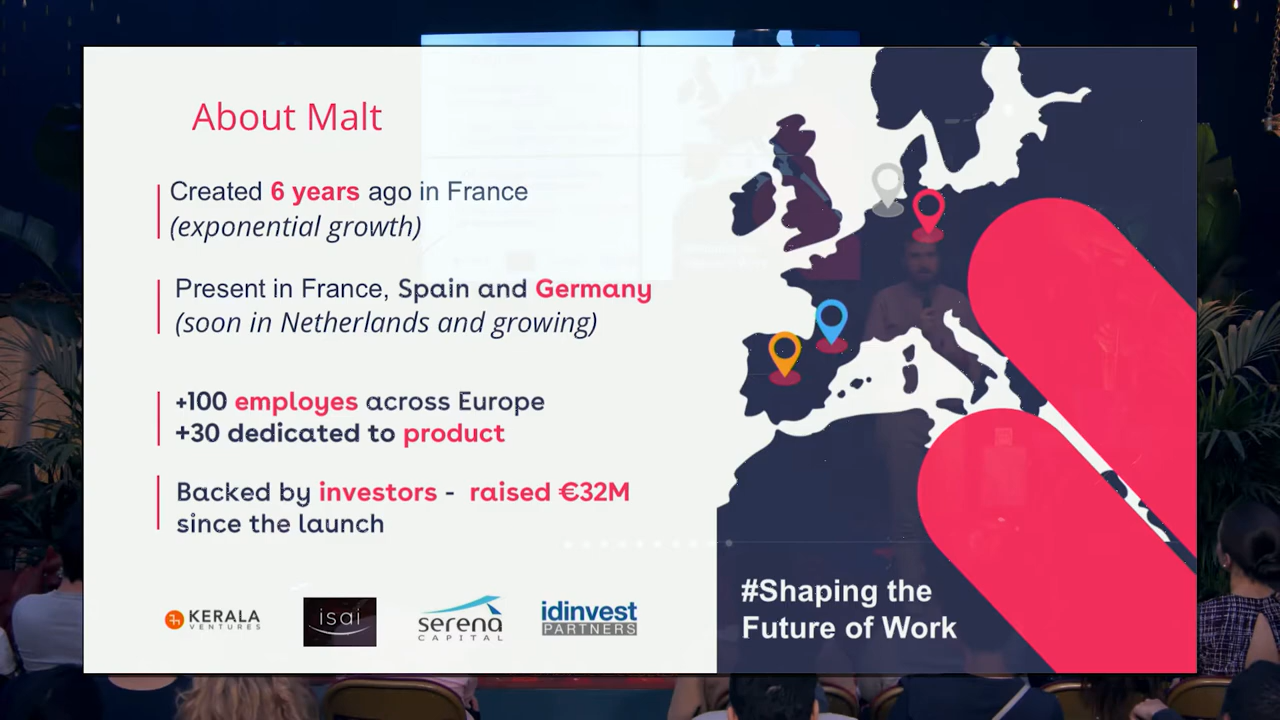 About Malt
Created 6 years ago in France
(exponential growth)
Present in France, Spain and Germany
(soon in Netherlands and growing)
+100 employes across Europe
+30 dedicated to product
Backed by investors - raised €32M
since the launch
KERALA
VENTURES
isai
serena
CAPITAL
idinvest
PARTNERS
#Shaping the
Future of Work